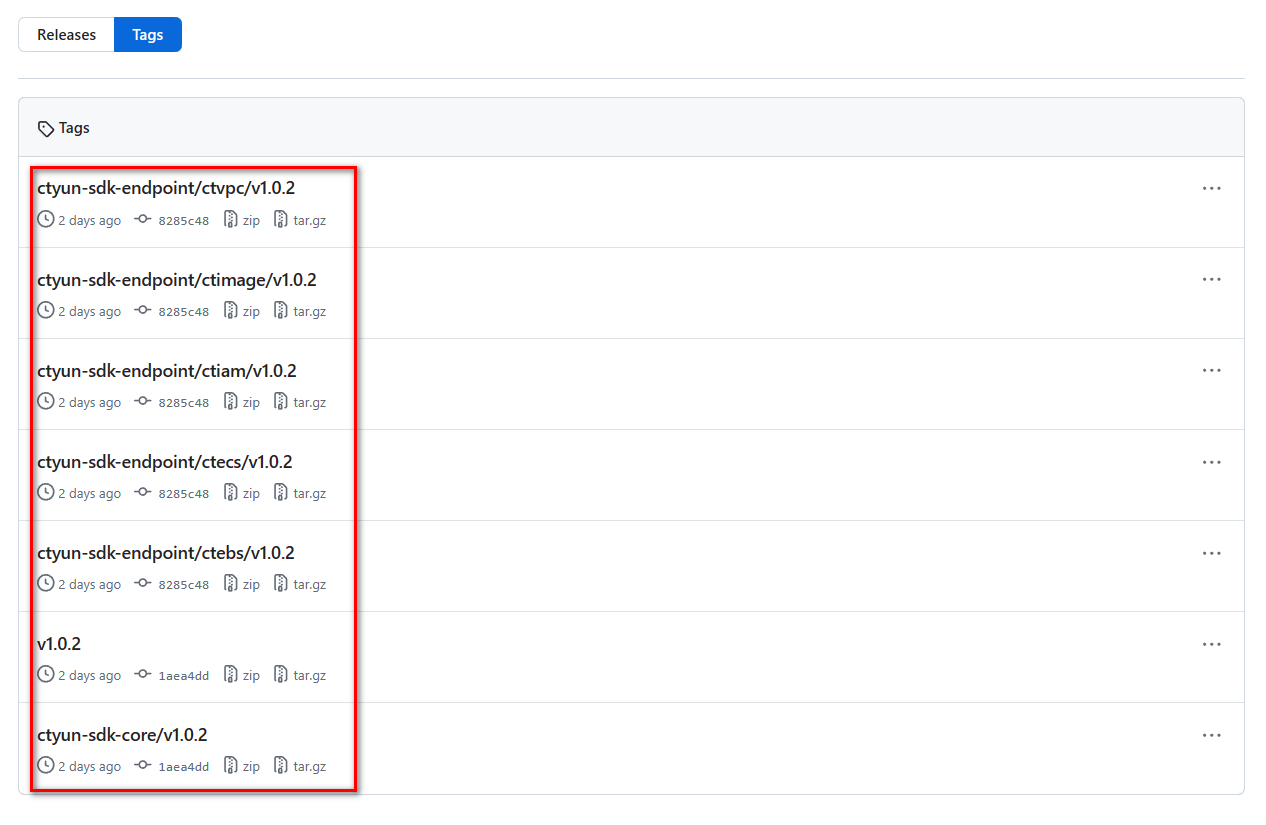 Releases Tags
Tags
ctyun-sdk-endpoint/ctvpc/v1.0.2
2 days ago 8285c48 zip tar.gz
ctyun-sdk-endpoint/ctimage/v1.0.2
2 days ago 8285c48 zip tar.gz
ctyun-sdk-endpoint/ctiam/v1.0.2
2 days ago 8285c48 zip tar.gz
ctyun-sdk-endpoint/ctecs/v1.0.2
2 days ago 8285c48 zip tar.gz
ctyun-sdk-endpoint/ctebs/v1.0.2
2 days ago 8285c48 zip tar.gz
v1.0.2
2 days ago 1aea4dd zip tar.gz
ctyun-sdk-core/v1.0.2
2 days ago 1aea4dd zip tar.gz